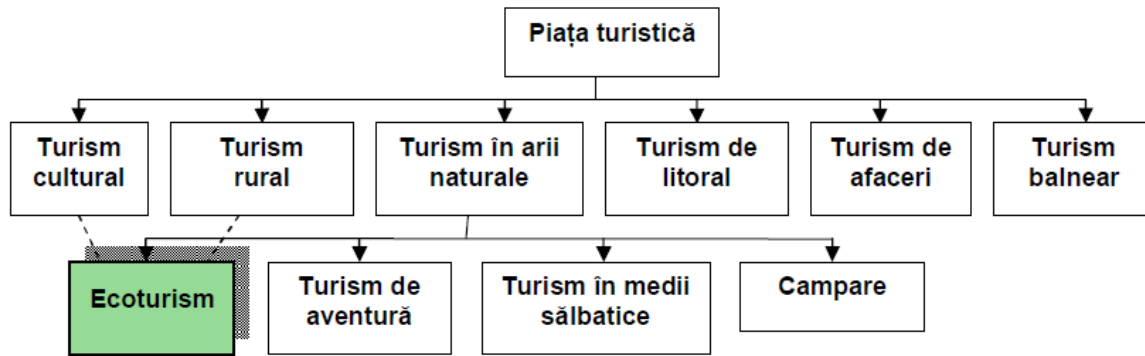 Piața turistică
Turism
cultural
Turism
rural
Turism în arii
naturale
Turism de
litoral
Turism de
afaceri
Turism
balnear
Ecoturism
Turism de
aventură
Turism în medii
sălbatice
Campare